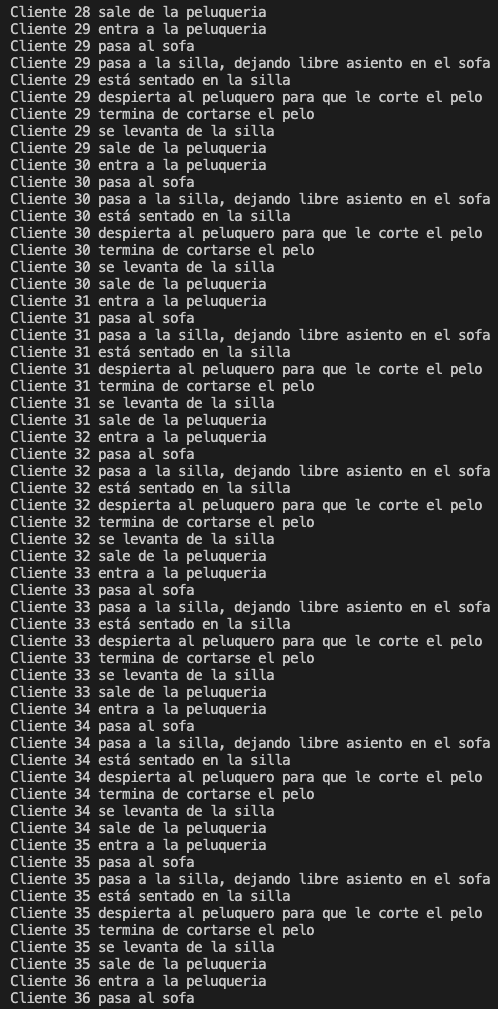 Cliente 28 sale de la peluqueria
Cliente 29 entra a la peluqueria
Cliente 29 pasa al sofa
Cliente 29 pasa a la silla, dejando libre asiento en el sofa
Cliente 29 está sentado en la silla
Cliente 29 despierta al peluquero para que le corte el pelo
Cliente 29 termina de cortarse el pelo
Cliente 29 se levanta de la silla
Cliente 29 sale de la peluqueria
Cliente 30 entra a la peluqueria
Cliente 30 pasa al sofa
Cliente 30 pasa a la silla, dejando libre asiento en el sofa
Cliente 30 está sentado en la silla
Cliente 30 despierta al peluquero para que le corte el pelo
Cliente 30 termina de cortarse el pelo
Cliente 30 se levanta de la silla
Cliente 30 sale de la peluqueria
Cliente 31 entra a la peluqueria
Cliente 31 pasa al sofa
Cliente 31 pasa a la silla, dejando libre asiento en el sofa
Cliente 31 está sentado en la silla
Cliente 31 despierta al peluquero para que le corte el pelo
Cliente 31 termina de cortarse el pelo
Cliente 31 se levanta de la silla
Cliente 31 sale de la peluqueria
Cliente 32 entra a la peluqueria
Cliente 32 pasa al sofa
Cliente 32 pasa a la silla, dejando libre asiento en el sofa
Cliente 32 está sentado en la silla
Cliente 32 despierta al peluquero para que le corte el pelo
Cliente 32 termina de cortarse el pelo
Cliente 32 se levanta de la silla
Cliente 32 sale de la peluqueria
Cliente 33 entra a la peluqueria
Cliente 33 pasa al sofa
Cliente 33 pasa a la silla, dejando libre asiento en el sofa
Cliente 33 está sentado en la silla
Cliente 33 despierta al peluquero para que le corte el pelo
Cliente 33 termina de cortarse el pelo
Cliente 33 se levanta de la silla
Cliente 33 sale de la peluqueria
Cliente 34 entra a la peluqueria
Cliente 34 pasa al sofa
Cliente 34 pasa a la silla, dejando libre asiento en el sofa
Cliente 34 está sentado en la silla
Cliente 34 despierta al peluquero para que le corte el pelo
Cliente 34 termina de cortarse el pelo
Cliente 34 se levanta de la silla
Cliente 34 sale de la peluqueria
Cliente 35 entra a la peluqueria
Cliente 35 pasa al sofa
Cliente 35 pasa a la silla, dejando libre asiento en el sofa
Cliente 35 está sentado en la silla
Cliente 35 despierta al peluquero para que le corte el pelo
Cliente 35 termina de cortarse el pelo
Cliente 35 se levanta de la silla
Cliente 35 sale de la peluqueria
Cliente 36 entra a la peluqueria
Cliente 36 pasa al sofa